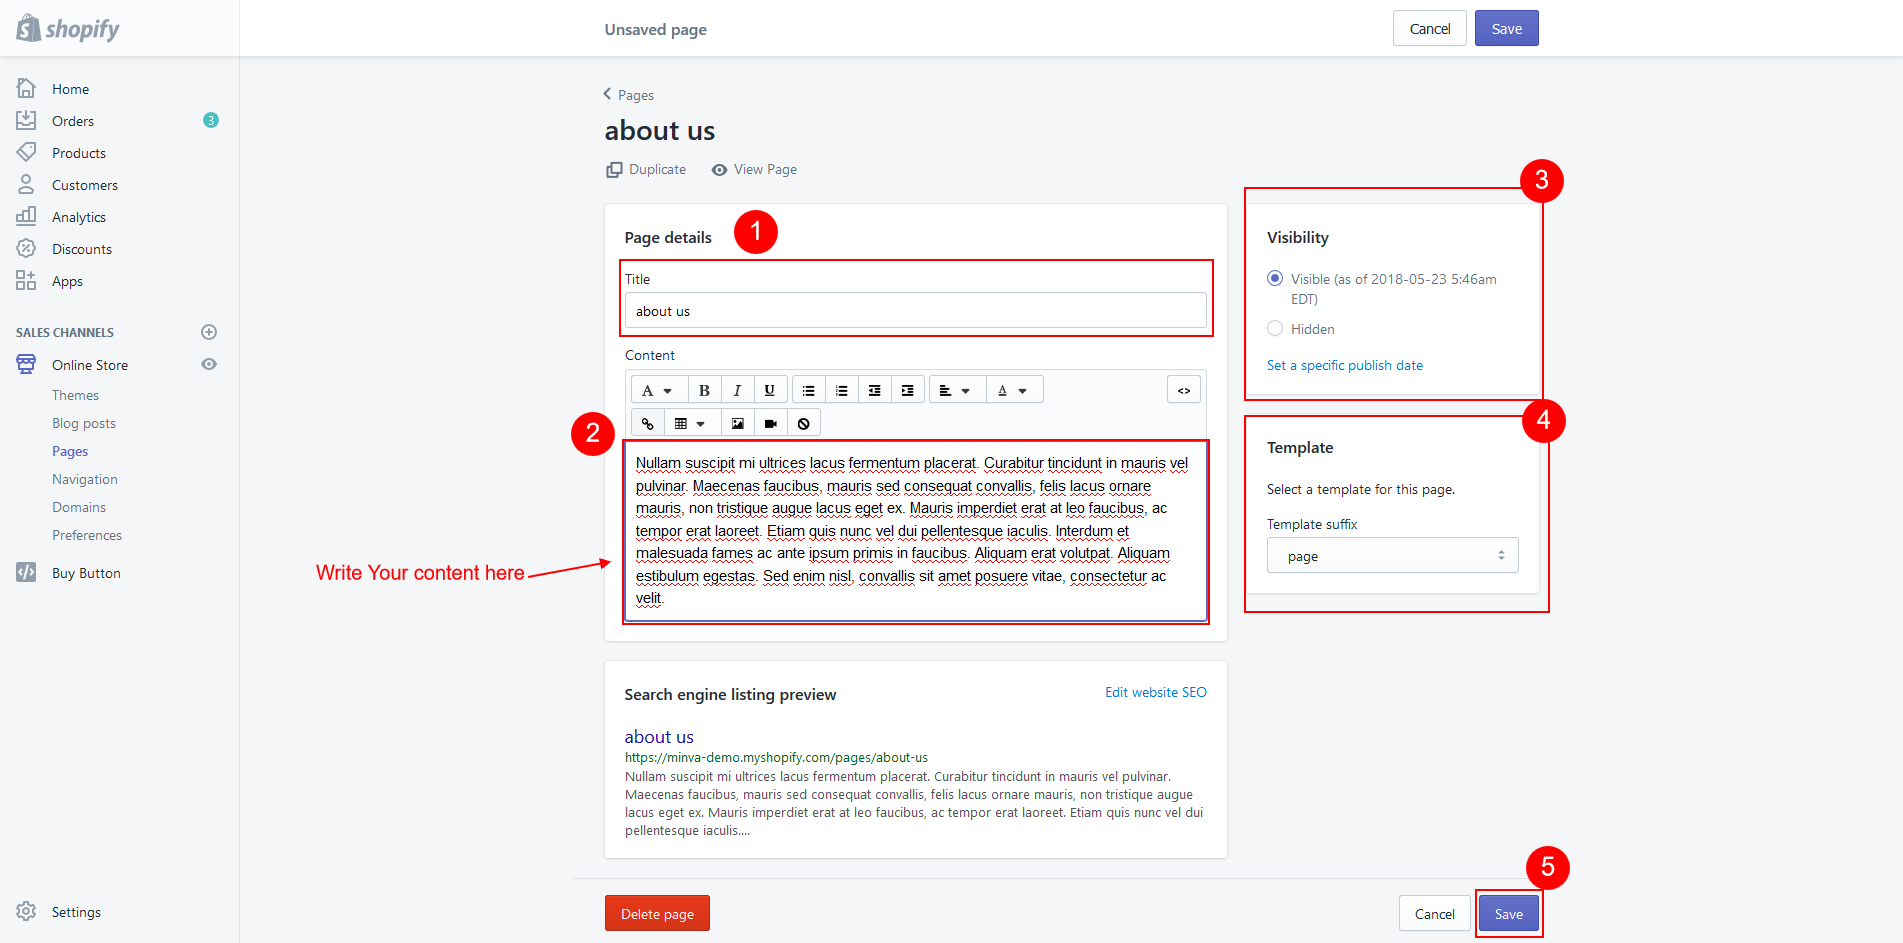 shopify
Unsaved page
Cancel
Save
Home
Orders
3
Products
Customers
Analytics
Discounts
Apps
SALES CHANNELS
Online Store
Themes
Blog posts
Pages
Navigation
Domains
Preferences
Buy Button
Settings
Pages
about us
Duplicate
View Page
Page details
1
Title
about us
Content
A
B
I
U
A
<>
2
Nullam suscipit mi ultrices lacus fermentum placerat. Curabitur tincidunt in mauris vel
pulvinar. Maecenas faucibus, mauris sed consequat convallis, felis lacus ornare
mauris, non tristique augue lacus eget ex. Mauris imperdiet erat at leo faucibus, ac
tempor erat laoreet. Etiam quis nunc vel dui pellentesque iaculis. Interdum et
malesuada fames ac ante ipsum primis in faucibus. Aliquam erat volutpat. Aliquam
estibulum egestas. Sed enim nisl, convallis sit amet posuere vitae, consectetur ac
velit.
Write Your content here
Search engine listing preview
Edit website SEO
about us
https://minva-demo.myshopify.com/pages/about-us
Nullam suscipit mi ultrices lacus fermentum placerat. Curabitur tincidunt in mauris vel pulvinar.
Maecenas faucibus, mauris sed consequat convallis, felis lacus ornare mauris, non tristique augue
lacus eget ex. Mauris imperdiet erat at leo faucibus, ac tempor erat laoreet. Etiam quis nunc vel dui
pellentesque iaculis....
3
Visibility
Visible (as of 2018-05-23 5:46am
EDT)
Hidden
Set a specific publish date
4
Template
Select a template for this page.
Template suffix
page
Delete page
Cancel
5
Save